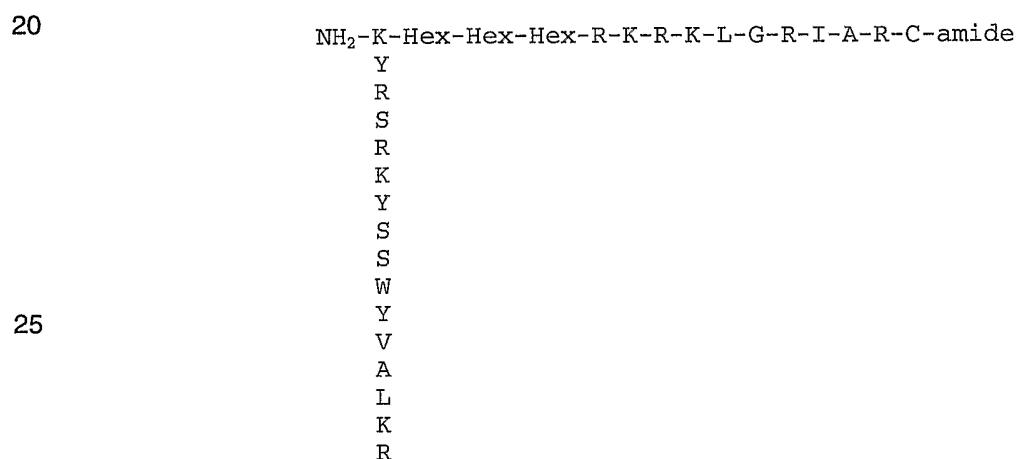 20
NH₂-K-Hex-Hex-Hex-R-K-R-K-L-G-R-I-A-R-C-amide
Y
R
S
R
K
Y
S
S
W
Y
25
V
A
L
K
R